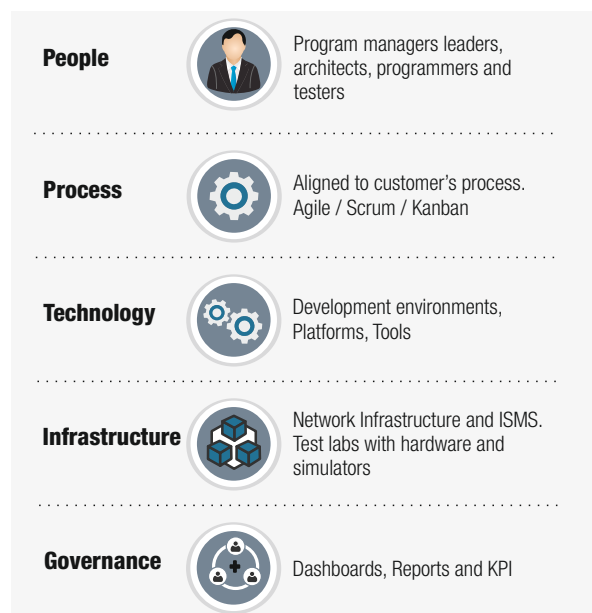 People
Program managers leaders,
architects, programmers and
testers
Process
Aligned to customer's process.
Agile / Scrum / Kanban
Technology
Development environments,
Platforms, Tools
Infrastructure
Network Infrastructure and ISMS.
Test labs with hardware and
simulators
Governance
Dashboards, Reports and KPI